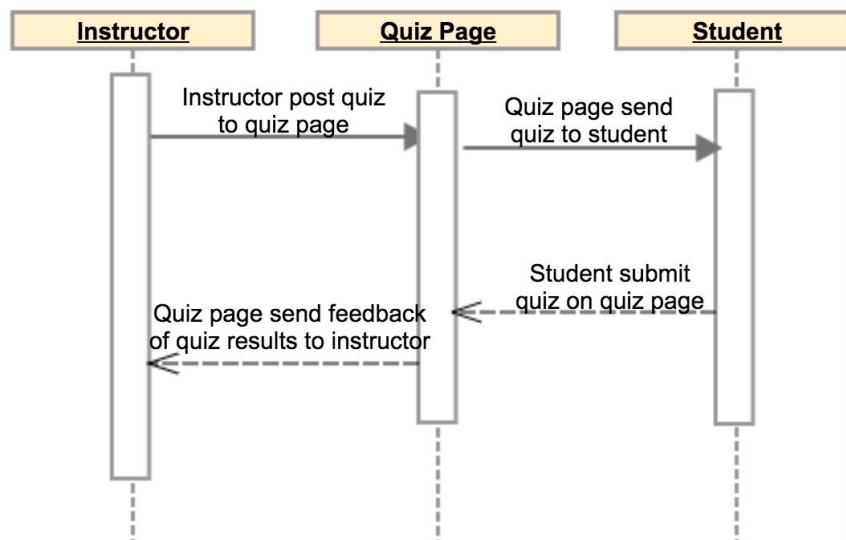 Instructor
Quiz Page
Student
Instructor post quiz
to quiz page
Quiz page send
quiz to student
Student submit
quiz on quiz page
Quiz page send feedback
of quiz results to instructor